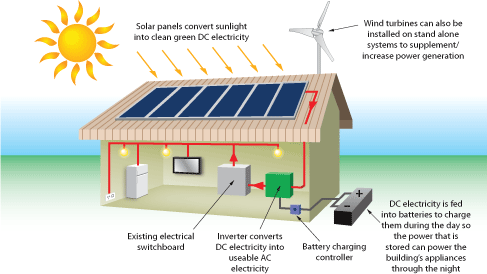 Solar panels convert sunlight
into clean green DC electricity
Wind turbines can also be
installed on stand alone
systems to supplement/
increase power generation
Existing electrical
switchboard
Inverter converts
DC electricity into
useable AC
electricity
Battery charging
controller
+
−
DC electricity is fed
into batteries to charge
them during the day so
the power that is
stored can power the
building's appliances
through the night